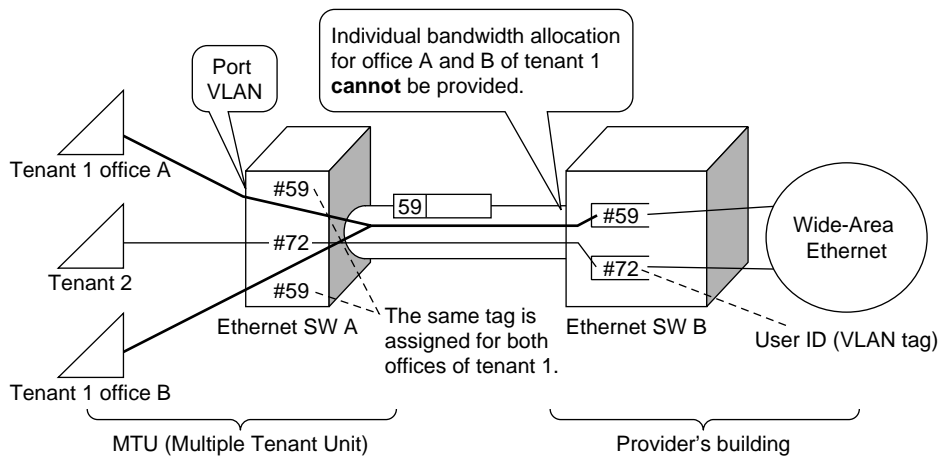 Individual bandwidth allocation
for office A and B of tenant 1
cannot be provided.
Port
VLAN
Tenant 1 office A
#59
59
#59
Wide-Area
Ethernet
#72
#72
Tenant 2
#59
Ethernet SW A
The same tag is
assigned for both
offices of tenant 1.
Ethernet SW B
User ID (VLAN tag)
Tenant 1 office B
MTU (Multiple Tenant Unit)
Provider's building